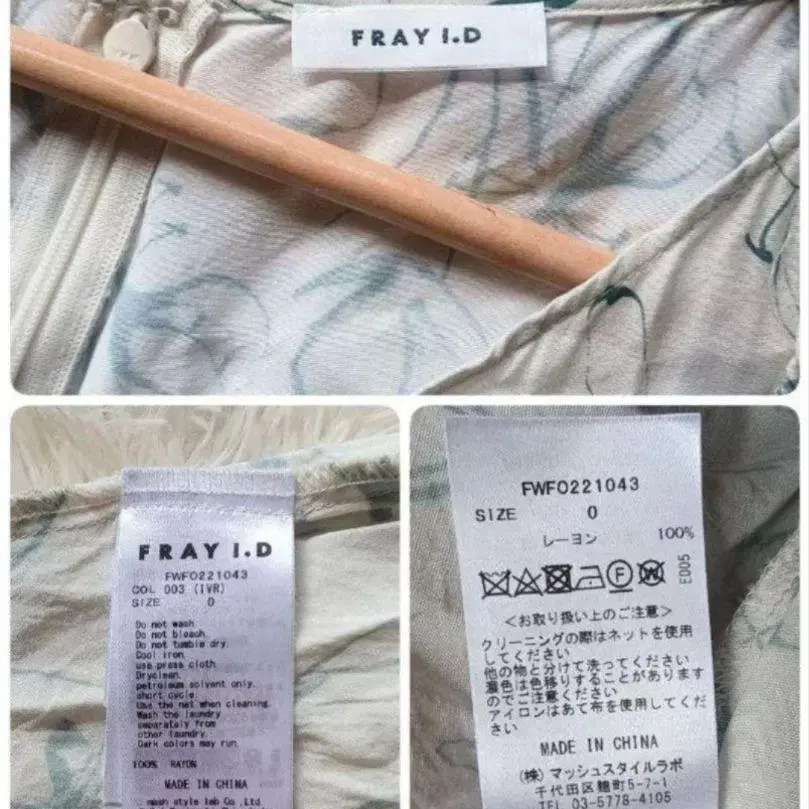 FRAY I.D
FRAY I.D
FWFO221043
COL 003 (IVR)
SIZE 0
Do not wash.
Do not bleach.
Do not tumble dry.
Cool iron.
use press cloth.
Dryclean.
petroleum solvent only.
short cycle.
Use the net when cleaning.
Wash the laundry
separately from
other laundry.
Dark colors may run.
100% RAYON
MADE IN CHINA
mash style lab Co.,Ltd.
FWFO221043
SIZE 0
レーヨン 100%
F W
E005
<お取り扱い上のご注意>
クリーニングの際はネットを使用
してください
他の物と分けて洗ってください
濃色は色移りすることがあります
のでご注意ください
アイロンはあて布を使用してくだ
さい
MADE IN CHINA
(株)マッシュスタイルラボ
千代田区麹町5-7-1
TEL 03-5778-4105